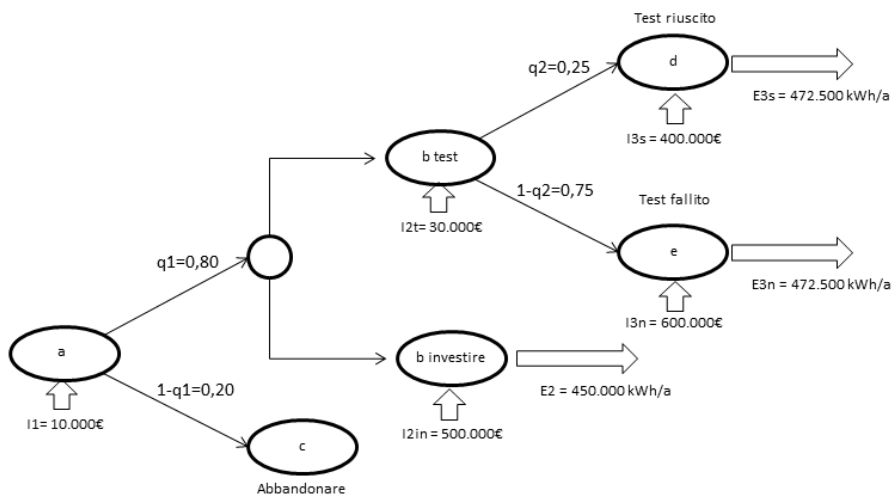 Test riuscito
d
q2=0,25
E3s = 472.500 kWh/a
I3s = 400.000€
b test
1-q2=0,75
Test fallito
I2t= 30.000€
q1=0,80
e
E3n = 472.500 kWh/a
I3n = 600.000€
a
b investire
1-q1=0,20
E2 = 450.000 kWh/a
I1= 10.000€
I2in = 500.000€
c
Abbandonare